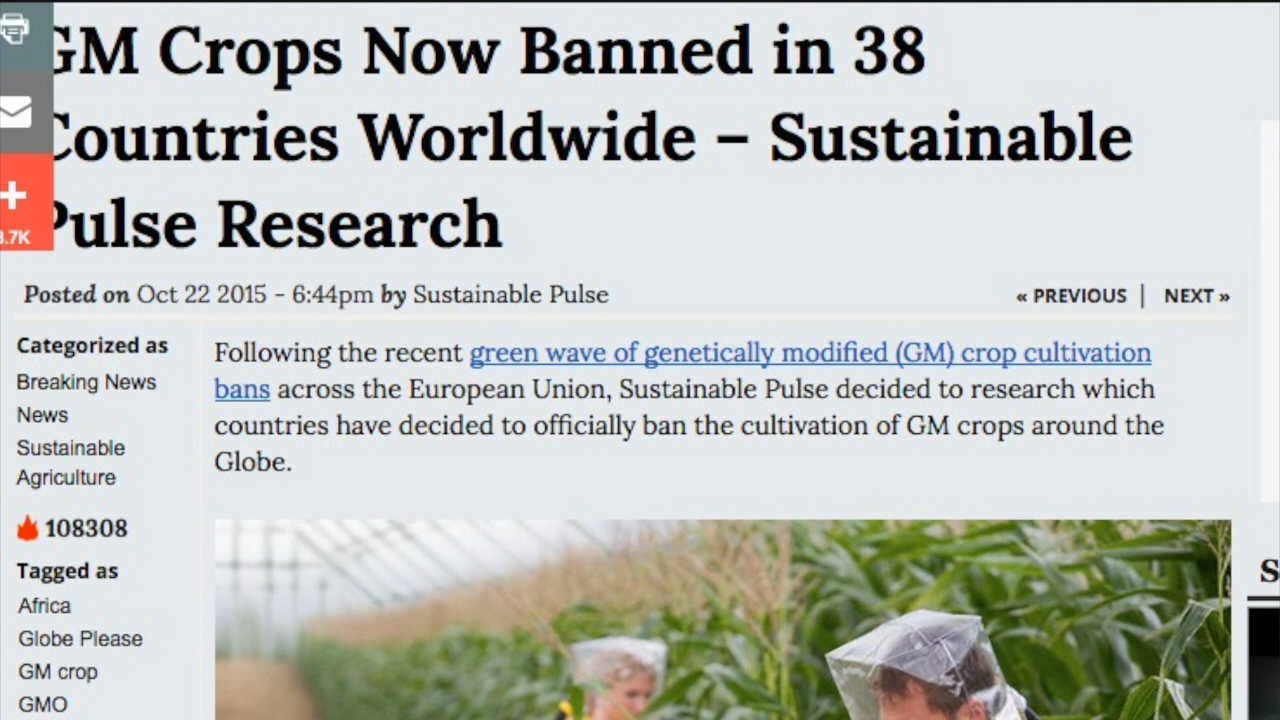 GM Crops Now Banned in 38
Countries Worldwide – Sustainable
Pulse Research
Posted on Oct 22 2015 - 6:44pm by Sustainable Pulse
« PREVIOUS | NEXT »
Categorized as
Breaking News
News
Sustainable
Agriculture
108308
Tagged as
Africa
Globe Please
GM crop
GMO
Following the recent green wave of genetically modified (GM) crop cultivation
bans across the European Union, Sustainable Pulse decided to research which
countries have decided to officially ban the cultivation of GM crops around the
Globe.